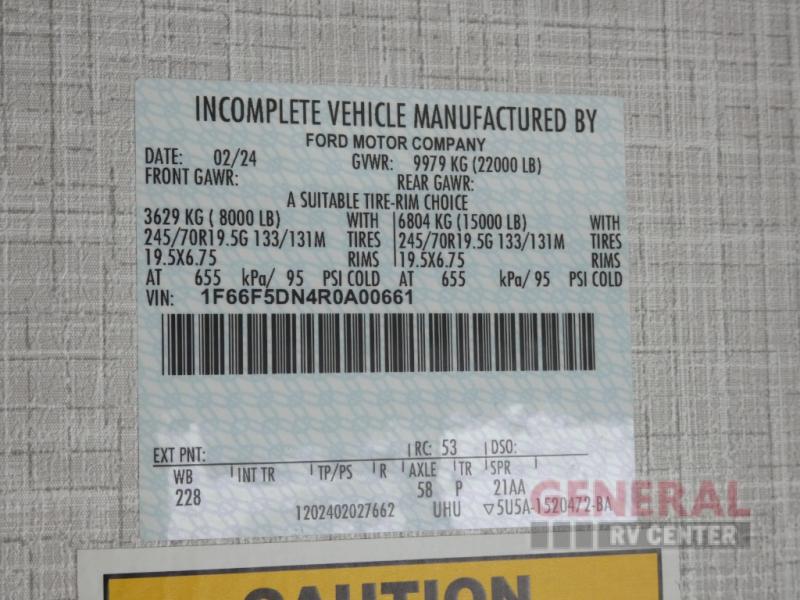 INCOMPLETE VEHICLE MANUFACTURED BY
FORD MOTOR COMPANY
DATE: 02/24 GVWR: 9979 KG (22000 LB)
FRONT GAWR: REAR GAWR:
A SUITABLE TIRE-RIM CHOICE
3629 KG ( 8000 LB) WITH 6804 KG (15000 LB) WITH
245/70R19.5G 133/131M TIRES 245/70R19.5G 133/131M TIRES
19.5X6.75 RIMS 19.5X6.75 RIMS
AT 655 kPa/ 95 PSI COLD AT 655 kPa/ 95 PSI COLD
VIN: 1F66F5DN4R0A00661
EXT PNT: RC: 53 DSO:
WB INT TR TP/PS R AXLE TR SPR
228 58 P 21AA
1202402027662 UHU ▽5U5A-1520472-BA
GENERAL
RV CENTER
CAUTION